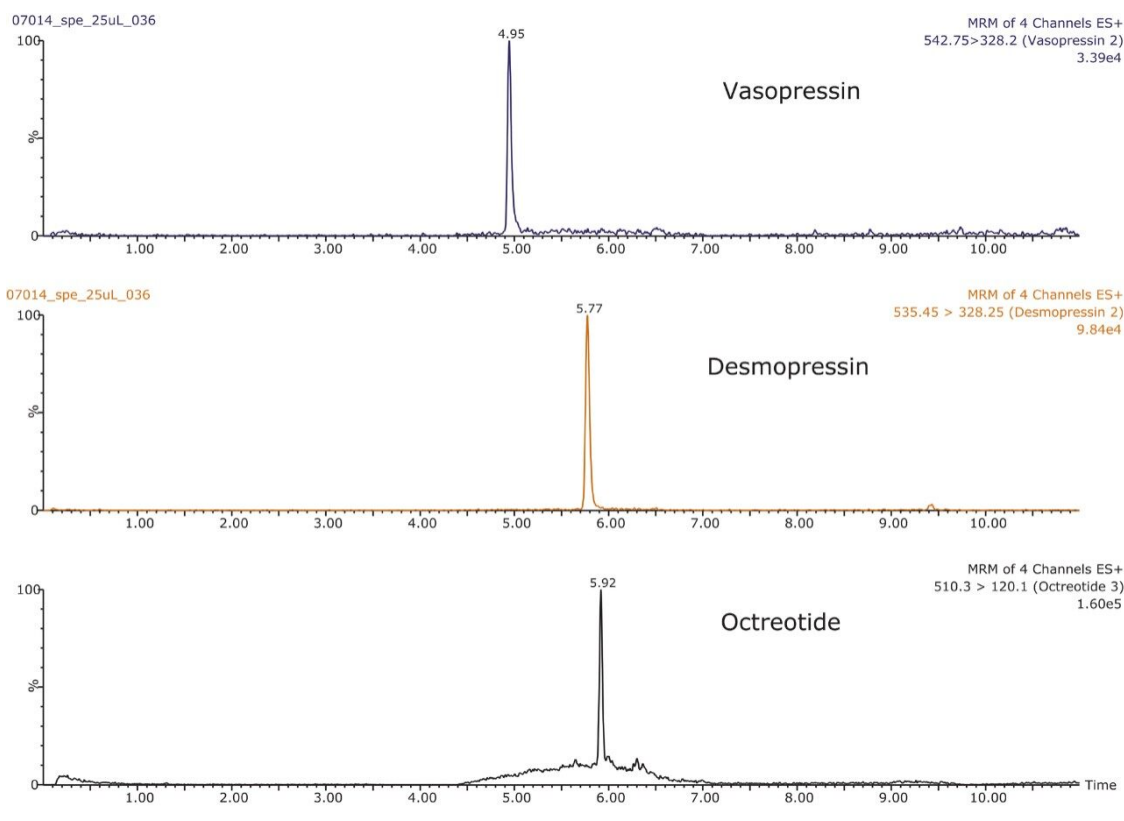 07014_spe_25uL_036
MRM of 4 Channels ES+
542.75>328.2 (Vasopressin 2)
3.39e4
100
4.95
Vasopressin
%
0
1.00 2.00 3.00 4.00 5.00 6.00 7.00 8.00 9.00 10.00
07014_spe_25uL_036
MRM of 4 Channels ES+
535.45 > 328.25 (Desmopressin 2)
9.84e4
100
5.77
Desmopressin
%
0
1.00 2.00 3.00 4.00 5.00 6.00 7.00 8.00 9.00 10.00
MRM of 4 Channels ES+
510.3 > 120.1 (Octreotide 3)
1.60e5
100
5.92
Octreotide
%
0
Time
1.00 2.00 3.00 4.00 5.00 6.00 7.00 8.00 9.00 10.00